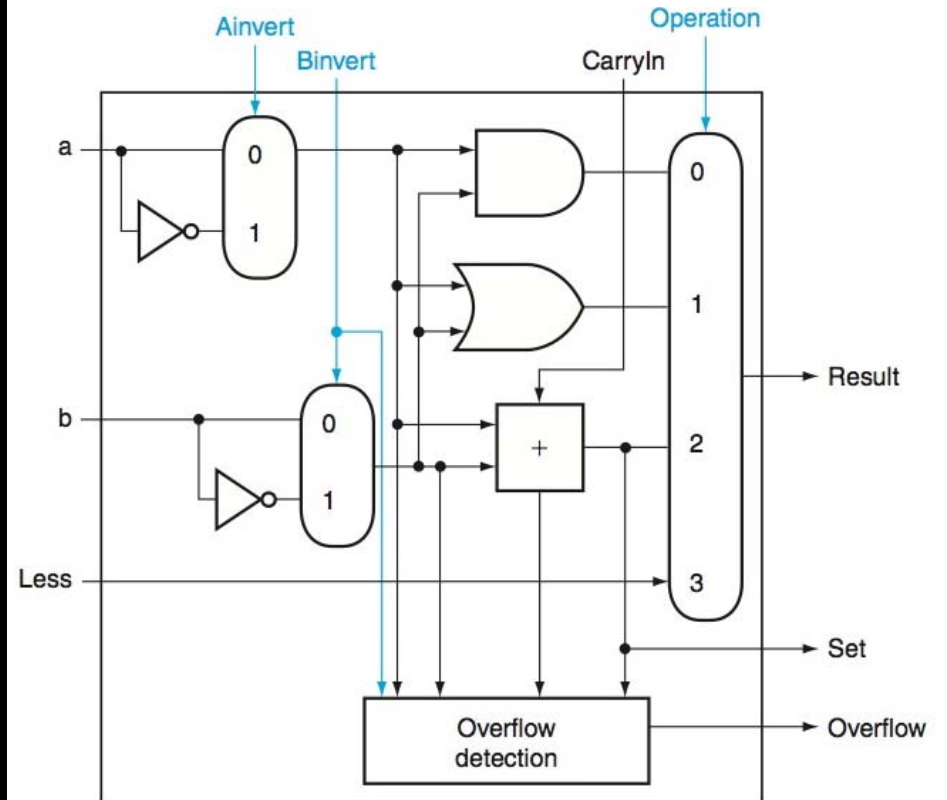 Operation
Ainvert
Binvert
CarryIn
a
0
1
0
1
Result
b
0
1
+
2
Less
3
Set
Overflow
detection
Overflow